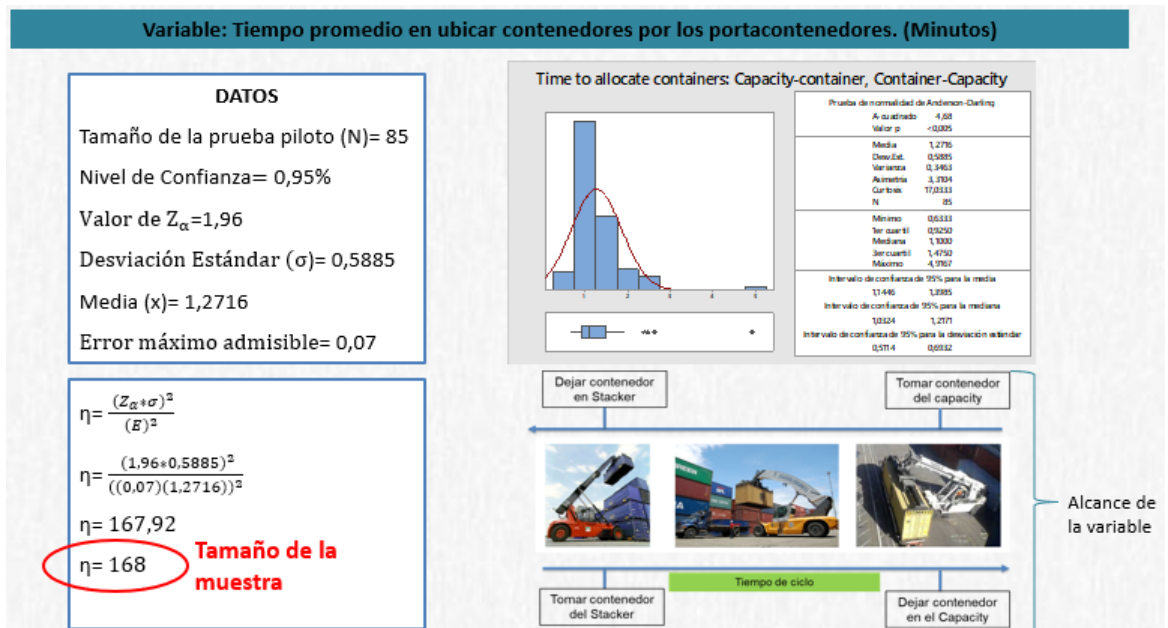 Variable: Tiempo promedio en ubicar contenedores por los portacontenedores. (Minutos)
DATOS
Tamaño de la prueba piloto (N)= 85
Nivel de Confianza= 0,95%
Valor de Zα=1,96
Desviación Estándar (σ)= 0,5885
Media (x)= 1,2716
Error máximo admisible= 0,07
η= (Zα*σ)² / (E)²
η= (1,96*0,5885)² / ((0,07)(1,2716))²
η= 167,92
η= 168
Tamaño de la
muestra
Time to allocate containers: Capacity-container, Container-Capacity
Prueba de normalidad de Anderson-Darling
A-cuadrado 4,68
Valor p <0,005
Media 1,2716
Desv.Est. 0,5885
Varianza 0,3463
Asimetría 3,3104
Curtosis 17,0333
N 85
Mínimo 0,6333
1er cuartil 0,9250
Mediana 1,1000
3er cuartil 1,4750
Máximo 4,9167
Intervalo de confianza de 95% para la media
1,1446 1,3985
Intervalo de confianza de 95% para la mediana
1,0324 1,2171
Intervalo de confianza de 95% para la desviación estándar
0,5114 0,6932
1 2 3 4 5
Dejar contenedor
en Stacker
Tomar contenedor
del capacity
Alcance de
la variable
Tiempo de ciclo
Tomar contenedor
del Stacker
Dejar contenedor
en el Capacity